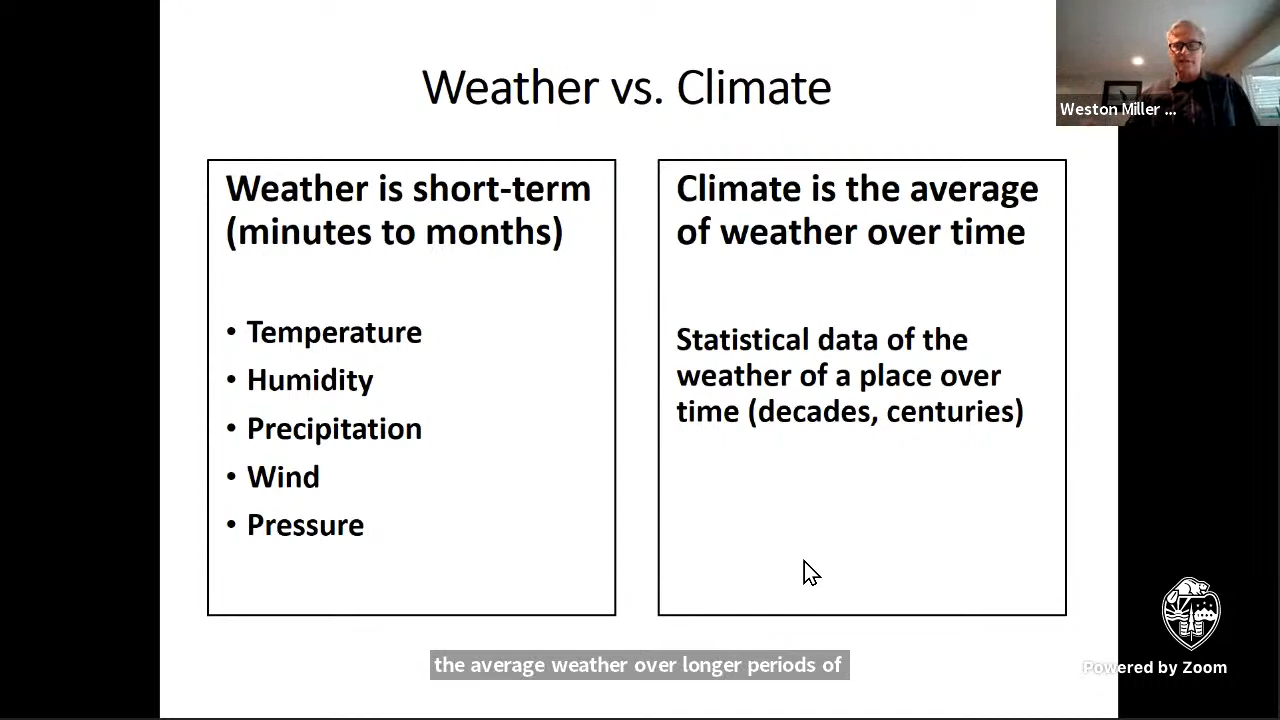 Weather vs. Climate
Weston Miller ...
Weather is short-term
(minutes to months)
• Temperature
• Humidity
• Precipitation
• Wind
• Pressure
Climate is the average
of weather over time
Statistical data of the
weather of a place over
time (decades, centuries)
the average weather over longer periods of
Powered by Zoom